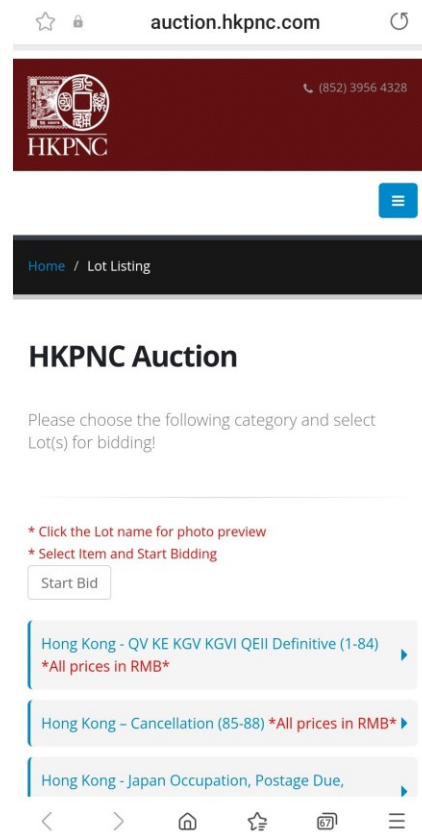 auction.hkpnc.com
(852) 3956 4328
HKPNC
Home / Lot Listing
HKPNC Auction
Please choose the following category and select
Lot(s) for bidding!
* Click the Lot name for photo preview
* Select Item and Start Bidding
Start Bid
Hong Kong - QV KE KGV KGVI QEII Definitive (1-84)
*All prices in RMB*
Hong Kong – Cancellation (85-88) *All prices in RMB*
Hong Kong - Japan Occupation, Postage Due,
67